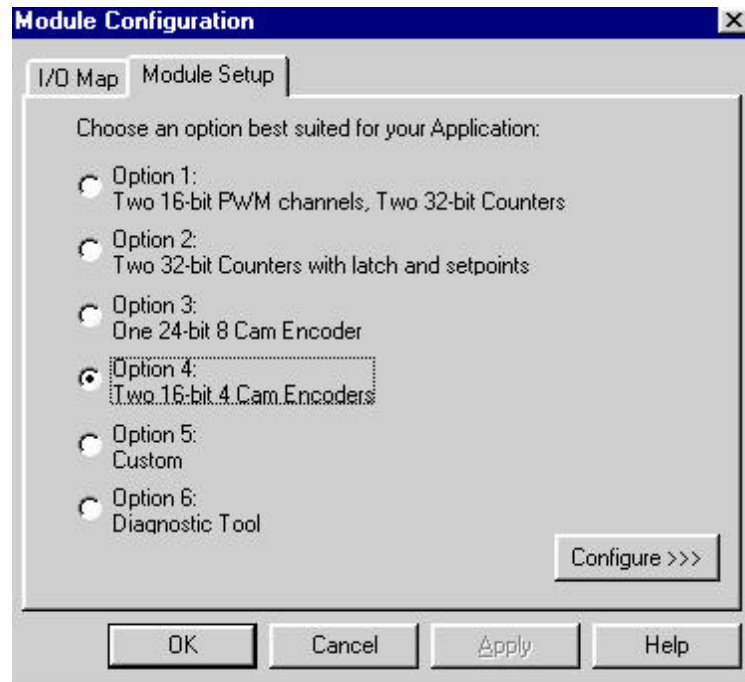 Module Configuration
I/O Map Module Setup
Choose an option best suited for your Application:
Option 1:
Two 16-bit PWM channels, Two 32-bit Counters
Option 2:
Two 32-bit Counters with latch and setpoints
Option 3:
One 24-bit 8 Cam Encoder
Option 4:
Two 16-bit 4 Cam Encoders
Option 5:
Custom
Option 6:
Diagnostic Tool
Configure >>>
OK Cancel Apply Help